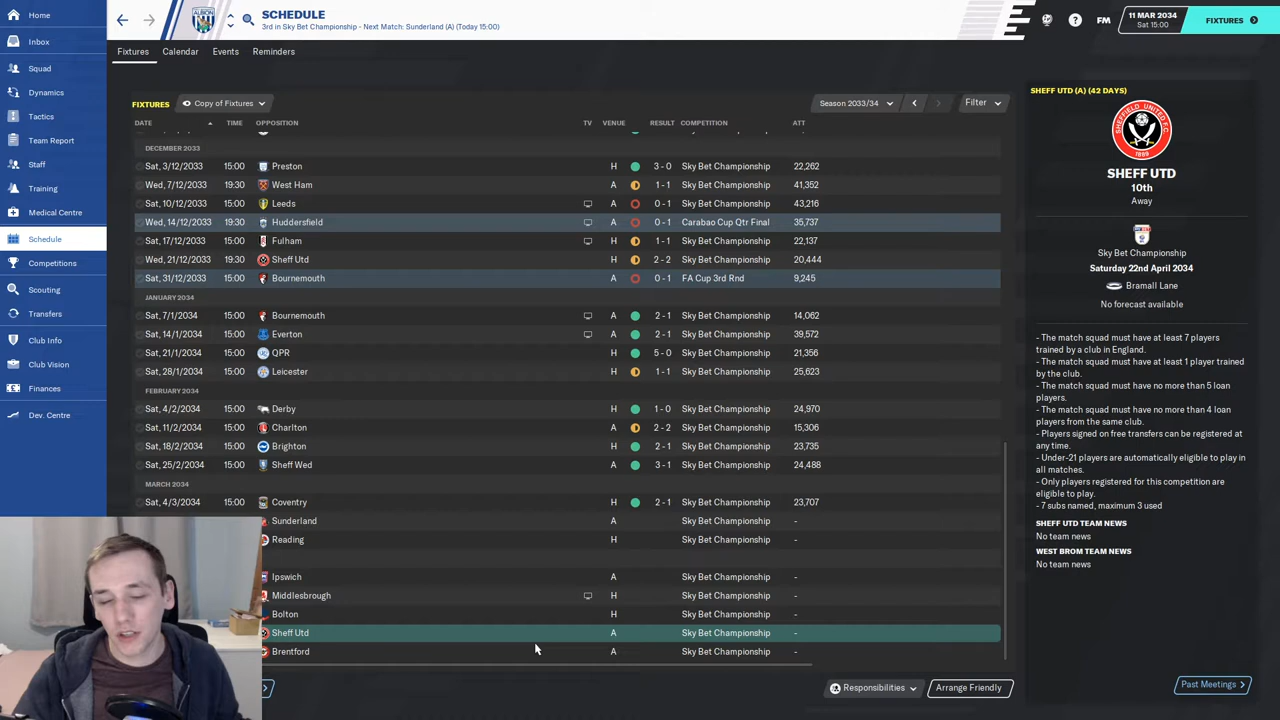 Home
Inbox
Squad
Dynamics
Tactics
Team Report
Staff
Training
Medical Centre
Schedule
Competitions
Scouting
Transfers
Club Info
Club Vision
Finances
Dev. Centre
ALBION
SCHEDULE
3rd in Sky Bet Championship - Next Match: Sunderland (A) (Today 15:00)
FM
11 MAR 2034
Sat 15:00
FIXTURES
Fixtures Calendar Events Reminders
FIXTURES Copy of Fixtures Season 2033/34 Filter
DATE TIME OPPOSITION TV VENUE RESULT COMPETITION ATT
DECEMBER 2033
Sat, 3/12/2033 15:00 Preston H 3 - 0 Sky Bet Championship 22,262
Wed, 7/12/2033 19:30 West Ham A 1 - 1 Sky Bet Championship 41,352
Sat, 10/12/2033 15:00 Leeds A 0 - 1 Sky Bet Championship 43,216
Wed, 14/12/2033 19:30 Huddersfield A 0 - 1 Carabao Cup Qtr Final 35,737
Sat, 17/12/2033 15:00 Fulham H 1 - 1 Sky Bet Championship 22,137
Wed, 21/12/2033 19:30 Sheff Utd H 2 - 2 Sky Bet Championship 20,444
Sat, 31/12/2033 15:00 Bournemouth A 0 - 1 FA Cup 3rd Rnd 9,245
JANUARY 2034
Sat, 7/1/2034 15:00 Bournemouth A 2 - 1 Sky Bet Championship 14,062
Sat, 14/1/2034 15:00 Everton A 2 - 1 Sky Bet Championship 39,572
Sat, 21/1/2034 15:00 QPR H 5 - 0 Sky Bet Championship 21,356
Sat, 28/1/2034 15:00 Leicester H 1 - 1 Sky Bet Championship 25,623
FEBRUARY 2034
Sat, 4/2/2034 15:00 Derby H 1 - 0 Sky Bet Championship 24,970
Sat, 11/2/2034 15:00 Charlton A 2 - 2 Sky Bet Championship 15,306
Sat, 18/2/2034 15:00 Brighton H 2 - 1 Sky Bet Championship 23,735
Sat, 25/2/2034 15:00 Sheff Wed A 3 - 1 Sky Bet Championship 24,488
MARCH 2034
Sat, 4/3/2034 15:00 Coventry H 2 - 1 Sky Bet Championship 23,707
Sunderland A Sky Bet Championship -
Reading H Sky Bet Championship -
Ipswich A Sky Bet Championship -
Middlesbrough H Sky Bet Championship -
Bolton H Sky Bet Championship -
Sheff Utd A Sky Bet Championship -
Brentford A Sky Bet Championship -
Responsibilities Arrange Friendly
SHEFF UTD (A) (42 DAYS)
SHEFFIELD UNITED F.C.
1889
SHEFF UTD
10th
Away
Sky Bet Championship
Saturday 22nd April 2034
Bramall Lane
No forecast available
- The match squad must have at least 7 players
trained by a club in England.
- The match squad must have at least 1 player trained
by the club.
- The match squad must have no more than 5 loan
players.
- The match squad must have no more than 4 loan
players from the same club.
- Players signed on free transfers can be registered at
any time.
- Under-21 players are automatically eligible to play in
all matches.
- Only players registered for this competition are
eligible to play.
- 7 subs named, maximum 3 used
SHEFF UTD TEAM NEWS
No team news
WEST BROM TEAM NEWS
No team news
Past Meetings